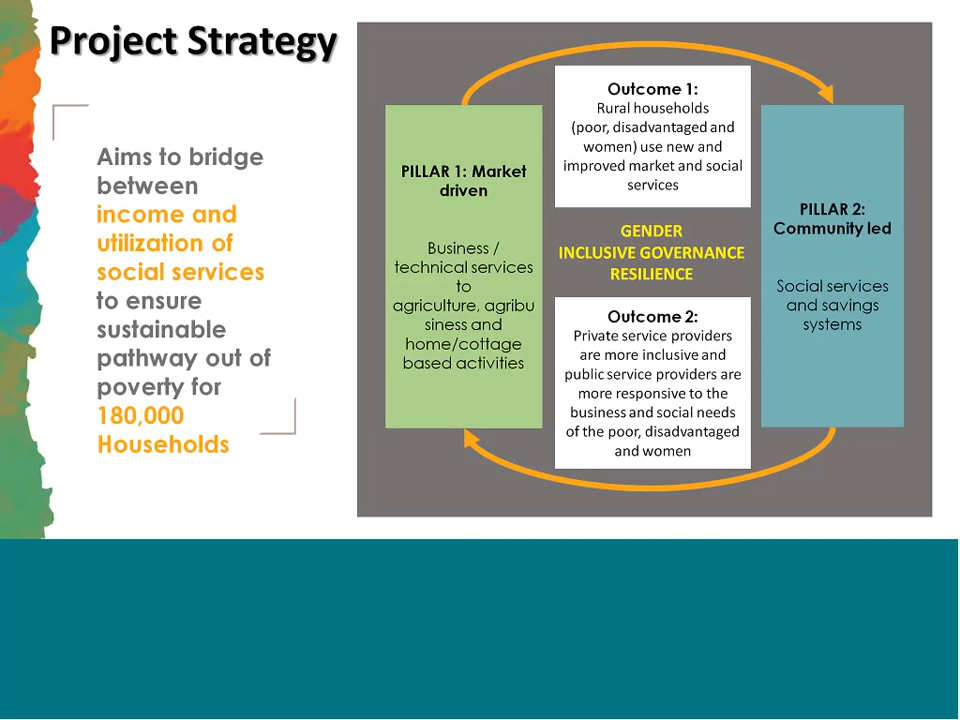 Project Strategy
Aims to bridge
between
income and
utilization of
social services
to ensure
sustainable
pathway out of
poverty for
180,000
Households
PILLAR 1: Market
driven
Business /
technical services
to
agriculture, agribu
siness and
home/cottage
based activities
Outcome 1:
Rural households
(poor, disadvantaged and
women) use new and
improved market and social
services
GENDER
INCLUSIVE GOVERNANCE
RESILIENCE
Outcome 2:
Private service providers
are more inclusive and
public service providers are
more responsive to the
business and social needs
of the poor, disadvantaged
and women
PILLAR 2:
Community led
Social services
and savings
systems